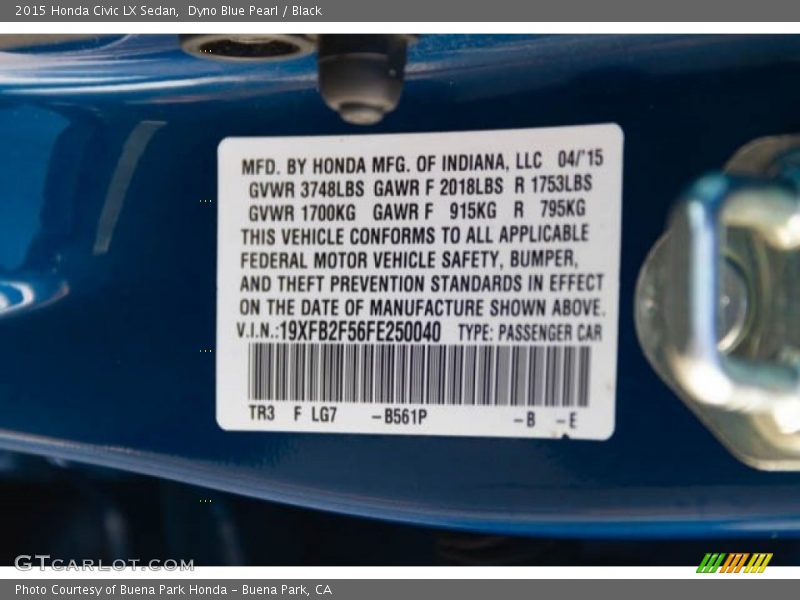 2015 Honda Civic LX Sedan, Dyno Blue Pearl / Black
MFD. BY HONDA MFG. OF INDIANA, LLC 04/'15
GVWR 3748LBS GAWR F 2018LBS R 1753LBS
GVWR 1700KG GAWR F 915KG R 795KG
THIS VEHICLE CONFORMS TO ALL APPLICABLE
FEDERAL MOTOR VEHICLE SAFETY, BUMPER,
AND THEFT PREVENTION STANDARDS IN EFFECT
ON THE DATE OF MANUFACTURE SHOWN ABOVE.
V.I.N.:19XFB2F56FE250040 TYPE: PASSENGER CAR
TR3 F LG7 -B561P -B -E
GTCARLOT.COM
Photo Courtesy of Buena Park Honda - Buena Park, CA